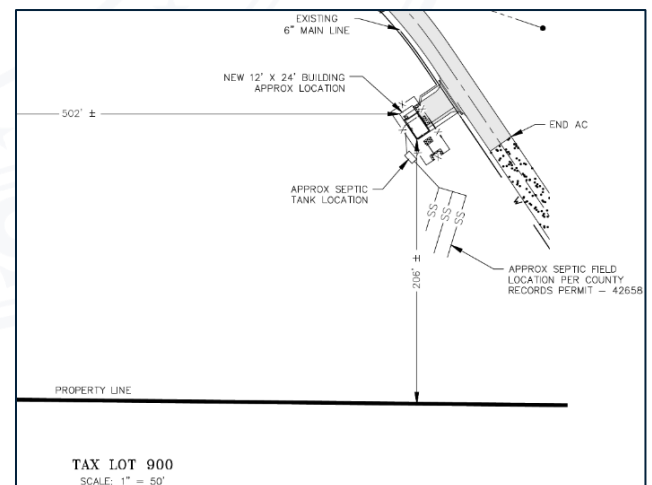 EXISTING
6" MAIN LINE
NEW 12' X 24' BUILDING
APPROX LOCATION
502' ±
END AC
APPROX SEPTIC
TANK LOCATION
SS
SS
SS
206' ±
APPROX SEPTIC FIELD
LOCATION PER COUNTY
RECORDS PERMIT – 42658
PROPERTY LINE
TAX LOT 900
SCALE: 1" = 50'